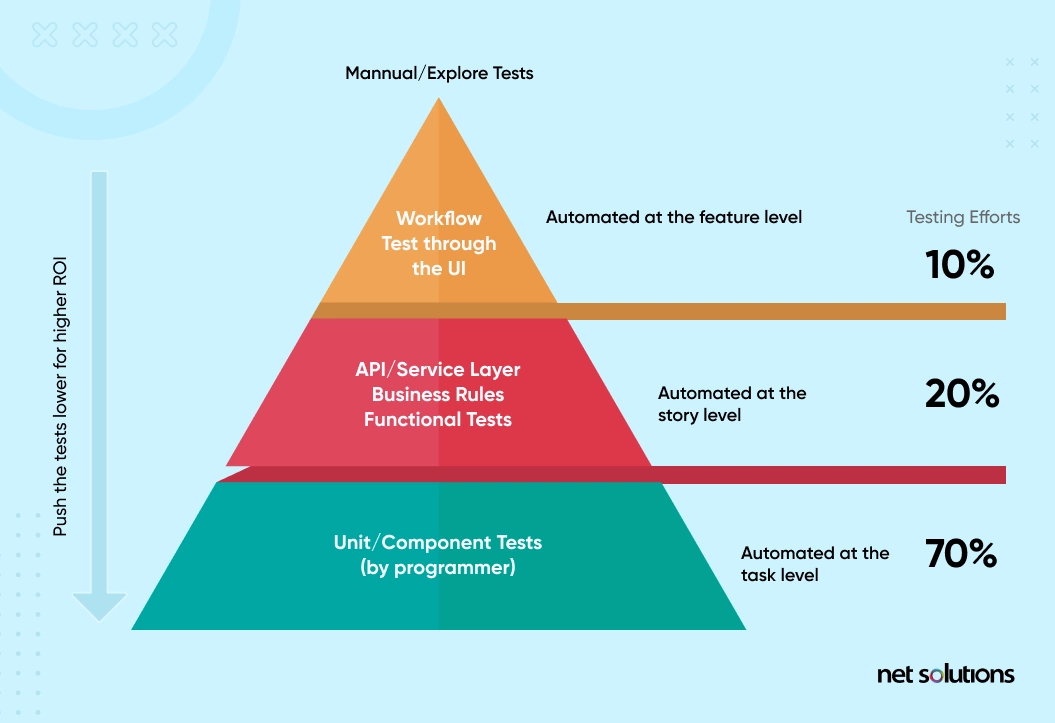 Mannual/Explore Tests
Workflow
Test through
the UI
Automated at the feature level
Testing Efforts
10%
API/Service Layer
Business Rules
Functional Tests
Automated at the
story level
20%
Unit/Component Tests
(by programmer)
Automated at the
task level
70%
Push the tests lower for higher ROI
net solutions